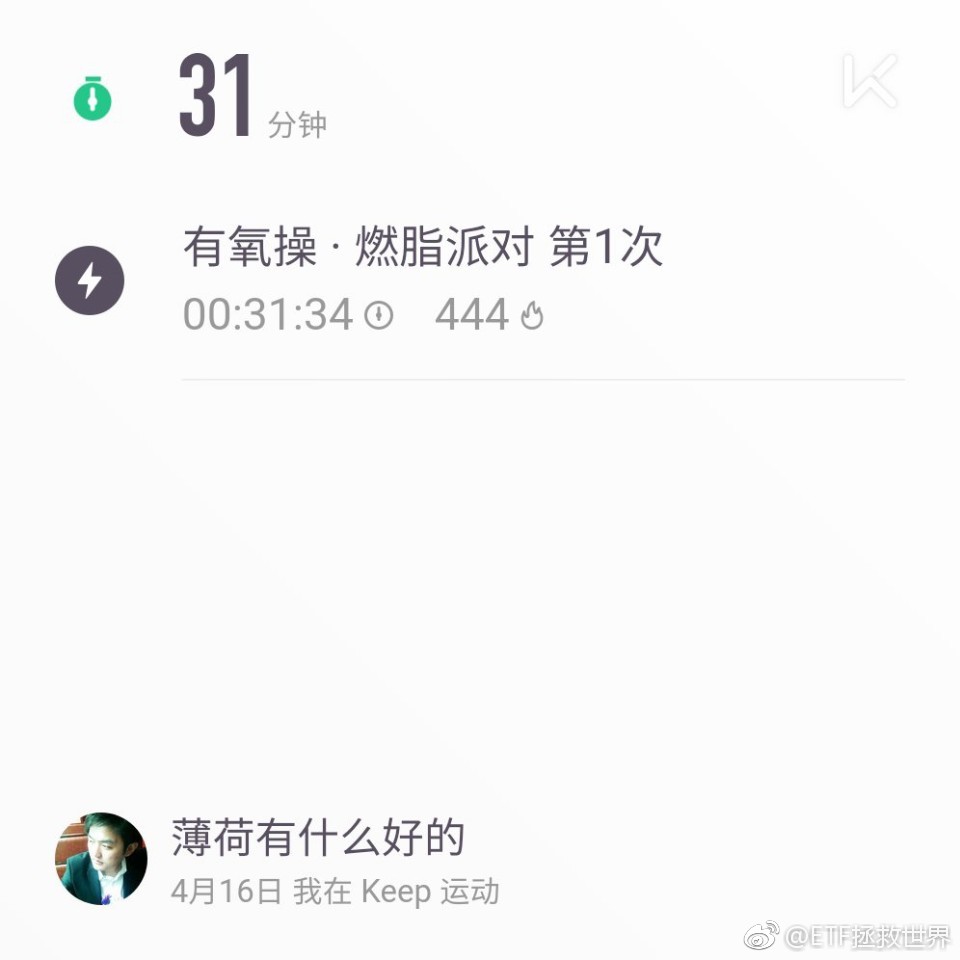 31 分钟
有氧操 · 燃脂派对 第1次
00:31:34 444
薄荷有什么好的
4月16日 我在 Keep 运动
@ETF拯救世界